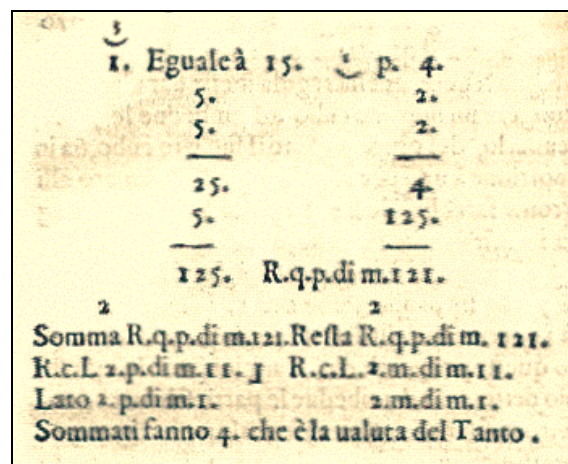 3
1. Eguale à 15. 1 p. 4.
5. 2.
5. 2.
25. 4.
5. 125.
125. R.q.p.di m.121.
2 2
Somma R.q.p.di m.121. Resta R.q.p.di m. 121.
R.c.L 2.p.di m.11. J R.c.L.2.m.di m.11.
Lato 2.p.di m.1. 2.m.di m.1.
Sommati fanno 4. che è la ualuta del Tanto.